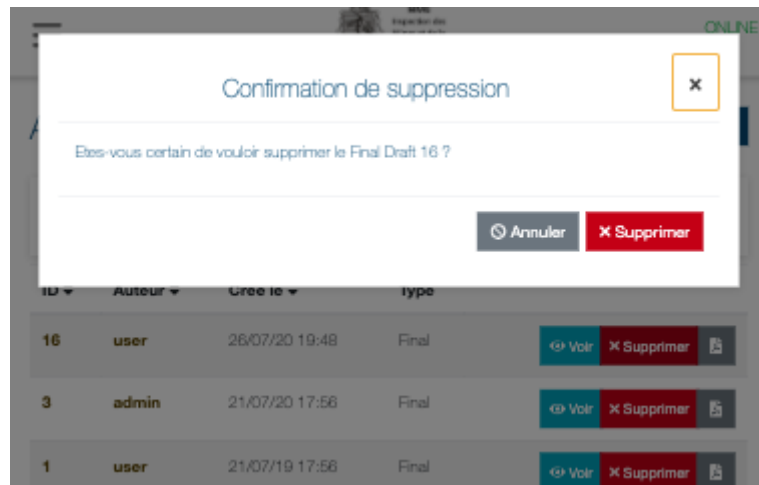 ONLINE
Confirmation de suppression
×
Etes-vous certain de vouloir supprimer le Final Draft 16 ?
Annuler
× Supprimer
ID Auteur Créé le Type
16 user 26/07/20 19:48 Final Voir × Supprimer
3 admin 21/07/20 17:56 Final Voir × Supprimer
1 user 21/07/19 17:56 Final Voir × Supprimer